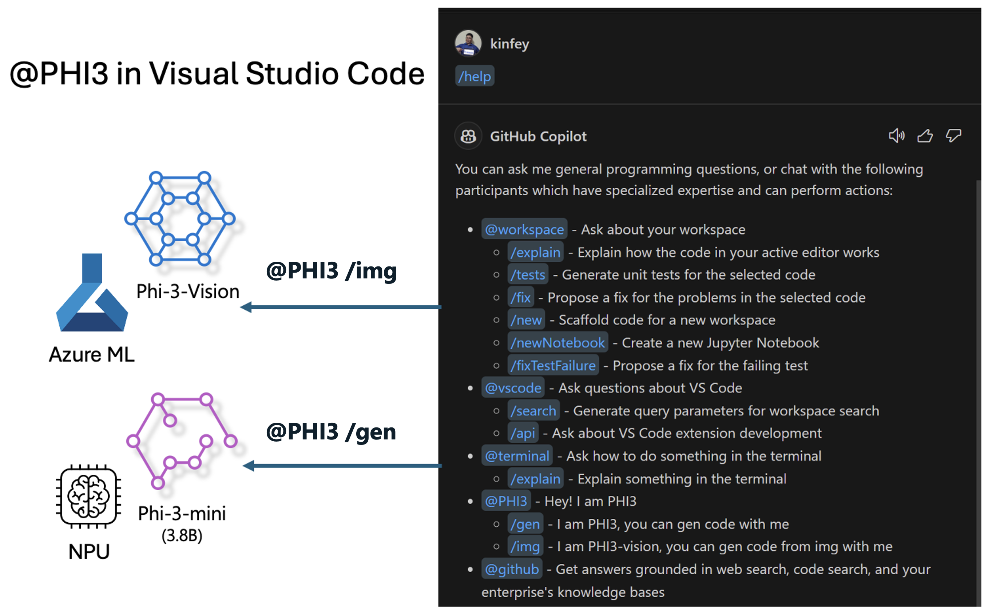 @PHI3 in Visual Studio Code
Phi-3-Vision
Azure ML
@PHI3 /img
Phi-3-mini
(3.8B)
NPU
@PHI3 /gen
kinfey
/help
GitHub Copilot
You can ask me general programming questions, or chat with the following
participants which have specialized expertise and can perform actions:
@workspace - Ask about your workspace
/explain - Explain how the code in your active editor works
/tests - Generate unit tests for the selected code
/fix - Propose a fix for the problems in the selected code
/new - Scaffold code for a new workspace
/newNotebook - Create a new Jupyter Notebook
/fixTestFailure - Propose a fix for the failing test
@vscode - Ask questions about VS Code
/search - Generate query parameters for workspace search
/api - Ask about VS Code extension development
@terminal - Ask how to do something in the terminal
/explain - Explain something in the terminal
@PHI3 - Hey! I am PHI3
/gen - I am PHI3, you can gen code with me
/img - I am PHI3-vision, you can gen code from img with me
@github - Get answers grounded in web search, code search, and your
enterprise's knowledge bases